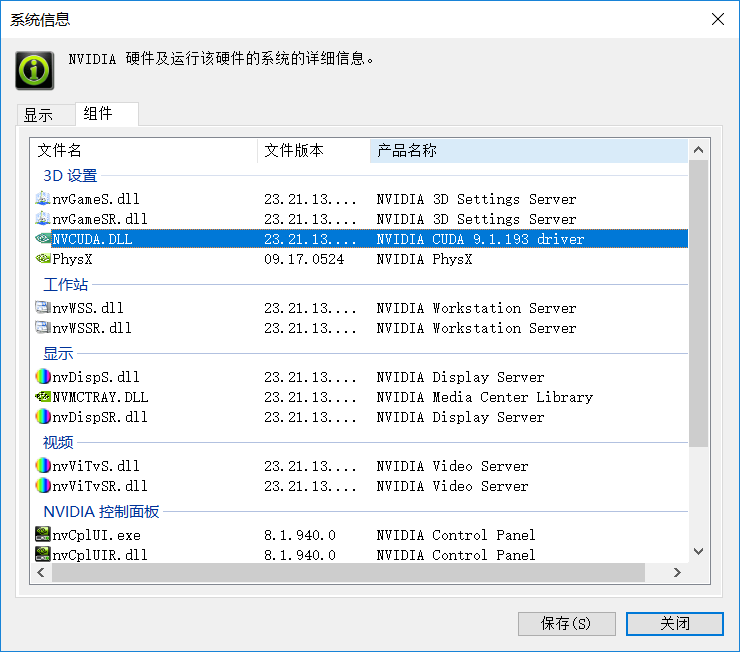 系统信息
NVIDIA 硬件及运行该硬件的系统的详细信息。
显示 组件
文件名 文件版本 产品名称
3D 设置
nvGameS.dll 23.21.13.... NVIDIA 3D Settings Server
nvGameSR.dll 23.21.13.... NVIDIA 3D Settings Server
NVCUDA.DLL 23.21.13.... NVIDIA CUDA 9.1.193 driver
PhysX 09.17.0524 NVIDIA PhysX
工作站
nvWSS.dll 23.21.13.... NVIDIA Workstation Server
nvWSSR.dll 23.21.13.... NVIDIA Workstation Server
显示
nvDispS.dll 23.21.13.... NVIDIA Display Server
NVMCTRAY.DLL 23.21.13.... NVIDIA Media Center Library
nvDispSR.dll 23.21.13.... NVIDIA Display Server
视频
nvViTvS.dll 23.21.13.... NVIDIA Video Server
nvViTvSR.dll 23.21.13.... NVIDIA Video Server
NVIDIA 控制面板
nvCplUI.exe 8.1.940.0 NVIDIA Control Panel
nvCplUIR.dll 8.1.940.0 NVIDIA Control Panel
保存(S) 关闭